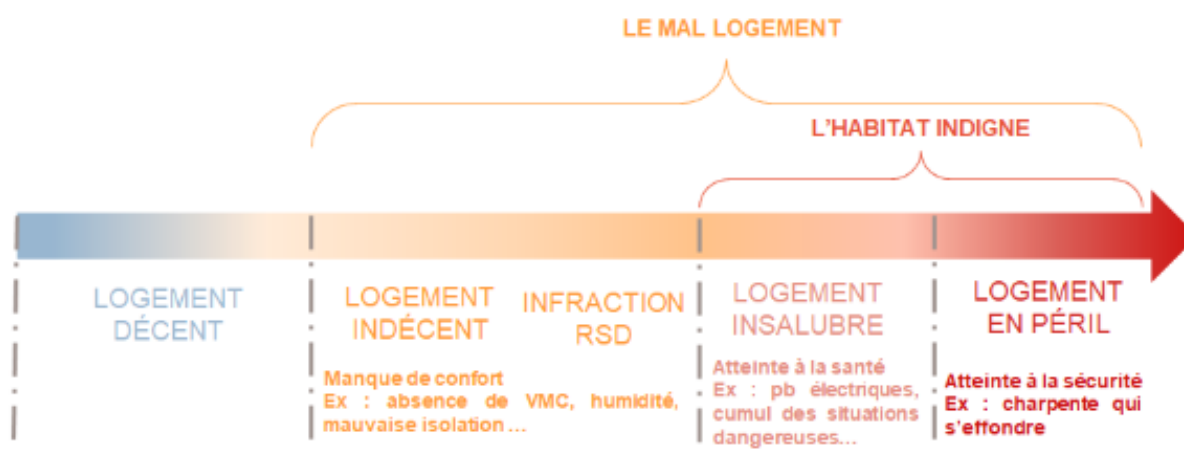 LE MAL LOGEMENT
L'HABITAT INDIGNE
LOGEMENT
DÉCENT
LOGEMENT
INDÉCENT
INFRACTION
RSD
Manque de confort
Ex : absence de VMC, humidité,
mauvaise isolation ...
LOGEMENT
INSALUBRE
Atteinte à la santé
Ex : pb électriques,
cumul des situations
dangereuses...
LOGEMENT
EN PÉRIL
Atteinte à la sécurité
Ex : charpente qui
s'effondre